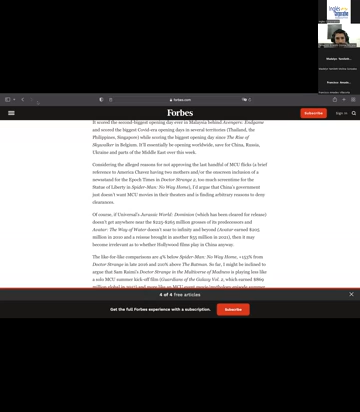 Inglês
forbes.com
Forbes
Subscribe
Sign In
It scored the second-biggest opening day ever in Malaysia behind Avengers: Endgame
and scored the biggest Covid-era opening days in several territories (Thailand, the
Philippines, Singapore) while scoring the biggest opening day since The Rise of
Skywalker in Belgium. It'll essentially be opening worldwide, save for China, Russia,
Ukraine and parts of the Middle East over this week.
Considering the alleged reasons for not approving the last handful of MCU flicks (a brief
reference to America Chavez having two mothers and/or the onscreen inclusion of a
newsstand for the Epoch Times in Doctor Strange 2, too much screentime for the
Statue of Liberty in Spider-Man: No Way Home), I'd argue that China's government
just doesn't want MCU movies in their theaters and is finding arbitrary reasons to deny
clearances.
Of course, if Universal's Jurassic World: Dominion (which has been cleared for release)
doesn't get anywhere near the grosses of its predecessors and
Avatar: The Way of Water doesn't soar to infinity and beyond (Avatar earned
million in 2010 and a reissue brought in another million in 2021), then it may
become irrelevant as to whether Hollywood films play in China anyway.
The like-for-like comparisons are 4% below Spider-Man: No Way Home, +153% from
Doctor Strange in late 2016 and 200% above The Batman. So far, I might be inclined to
argue that Sam Raimi's Doctor Strange in the Multiverse of Madness is playing less like
a solo MCU summer kick-off film (Guardians of the Galaxy Vol. 2, which earned
4 of 4 free articles
Get the full Forbes experience with a subscription.
Subscribe